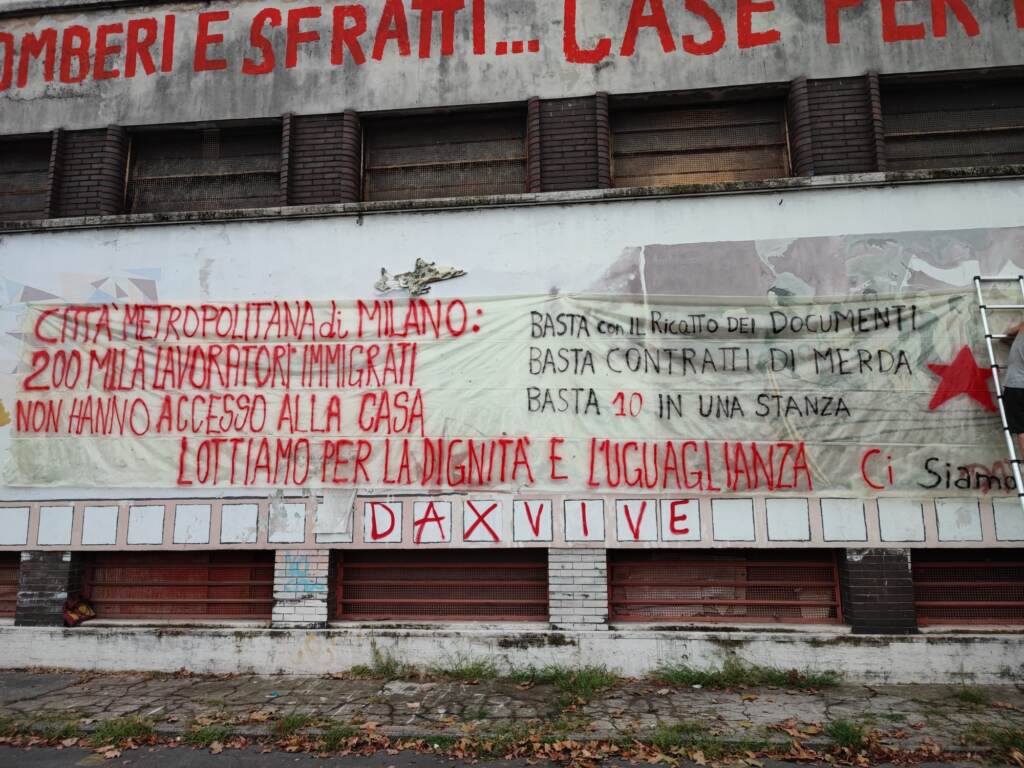 OMBERI E SFRATTI... CASE PER
CITTÀ METROPOLITANA di MILANO:
200 MILA LAVORATORI IMMIGRATI
NON HANNO ACCESSO ALLA CASA
BASTA con IL RicATTO DEI DOCUMENTI
BASTA CONTRATTI DI MERDA
BASTA 10 IN UNA STANZA
LOTTIAMO PER LA DIGNITÀ E L'UGUAGLIANZA Ci Siamo
DAX VIVE